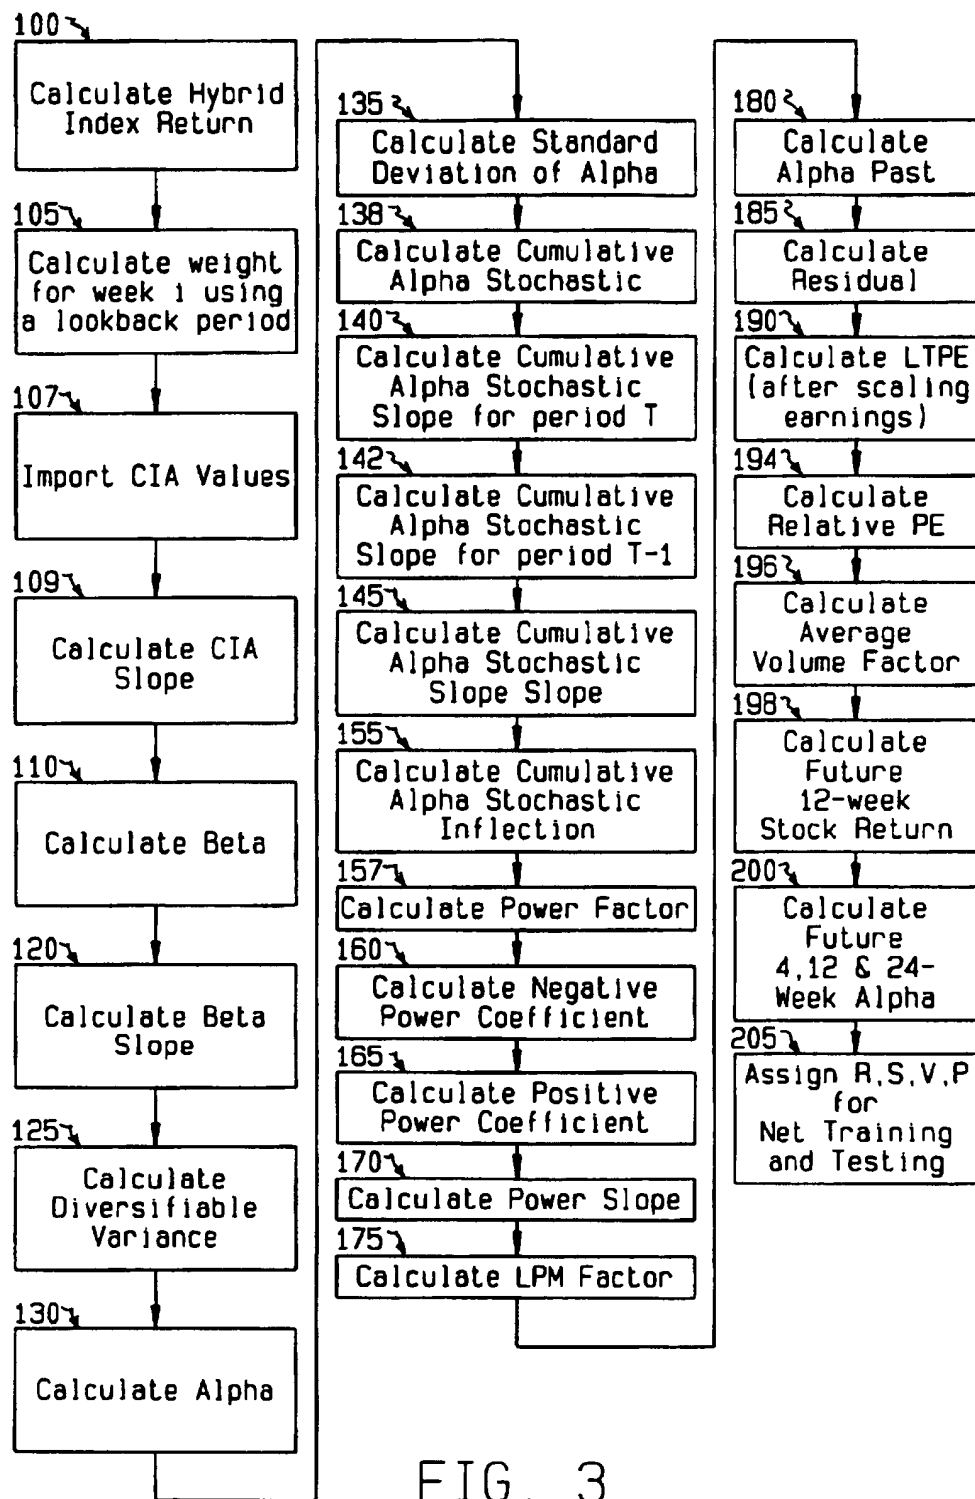 100
Calculate Hybrid
Index Return
105
Calculate weight
for week i using
a lookback period
107
Import CIA Values
109
Calculate CIA
Slope
110
Calculate Beta
120
Calculate Beta
Slope
125
Calculate
Diversifiable
Variance
130
Calculate Alpha
135
Calculate Standard
Deviation of Alpha
138
Calculate Cumulative
Alpha Stochastic
140
Calculate Cumulative
Alpha Stochastic
Slope for period T
142
Calculate Cumulative
Alpha Stochastic
Slope for period T-1
145
Calculate Cumulative
Alpha Stochastic
Slope Slope
155
Calculate Cumulative
Alpha Stochastic
Inflection
157
Calculate Power Factor
160
Calculate Negative
Power Coefficient
165
Calculate Positive
Power Coefficient
170
Calculate Power Slope
175
Calculate LPM Factor
180
Calculate
Alpha Past
185
Calculate
Residual
190
Calculate LTPE
(after scaling
earnings)
194
Calculate
Relative PE
196
Calculate
Average
Volume Factor
198
Calculate
Future
12-week
Stock Return
200
Calculate
Future
4,12 & 24-
Week Alpha
205
Assign R,S,V,P
for
Net Training
and Testing
FIG. 3